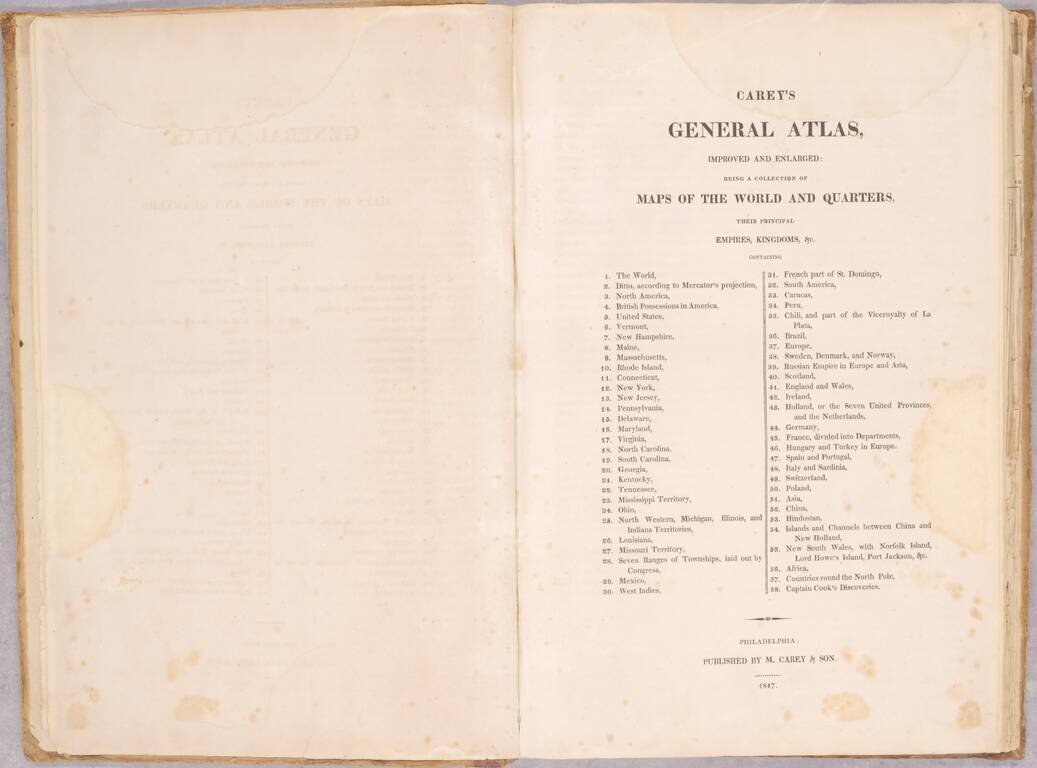 CAREY'S
GENERAL ATLAS,
IMPROVED AND ENLARGED:
BEING A COLLECTION OF
MAPS OF THE WORLD AND QUARTERS,
THEIR PRINCIPAL
EMPIRES, KINGDOMS, &c.
CONTAINING
1. The World,
2. Ditto, according to Mercator's projection,
3. North America,
4. British Possessions in America,
5. United States,
6. Vermont,
7. New Hampshire,
8. Maine,
9. Massachusetts,
10. Rhode Island,
11. Connecticut,
12. New York,
13. New Jersey,
14. Pennsylvania,
15. Delaware,
16. Maryland,
17. Virginia,
18. North Carolina,
19. South Carolina,
20. Georgia,
21. Kentucky,
22. Tennessee,
23. Mississippi Territory,
24. Ohio,
25. North Western, Michigan, Illinois, and
Indiana Territories,
26. Louisiana,
27. Missouri Territory,
28. Seven Ranges of Townships, laid out by
Congress,
29. Mexico,
30. West Indies,
31. French part of St. Domingo,
32. South America,
33. Caracas,
34. Peru,
35. Chili, and part of the Viceroyalty of La
Plata,
36. Brazil,
37. Europe,
38. Sweden, Denmark, and Norway,
39. Russian Empire in Europe and Asia,
40. Scotland,
41. England and Wales,
42. Ireland,
43. Holland, or the Seven United Provinces,
and the Netherlands,
44. Germany,
45. France, divided into Departments,
46. Hungary and Turkey in Europe.
47. Spain and Portugal,
48. Italy and Sardinia,
49. Switzerland,
50. Poland,
51. Asia,
52. China,
53. Hindostan,
54. Islands and Channels between China and
New Holland,
55. New South Wales, with Norfolk Island,
Lord Howe's Island, Port Jackson, &c.
56. Africa,
57. Countries round the North Pole,
58. Captain Cook's Discoveries.
PHILADELPHIA:
PUBLISHED BY M. CAREY & SON.
1817.